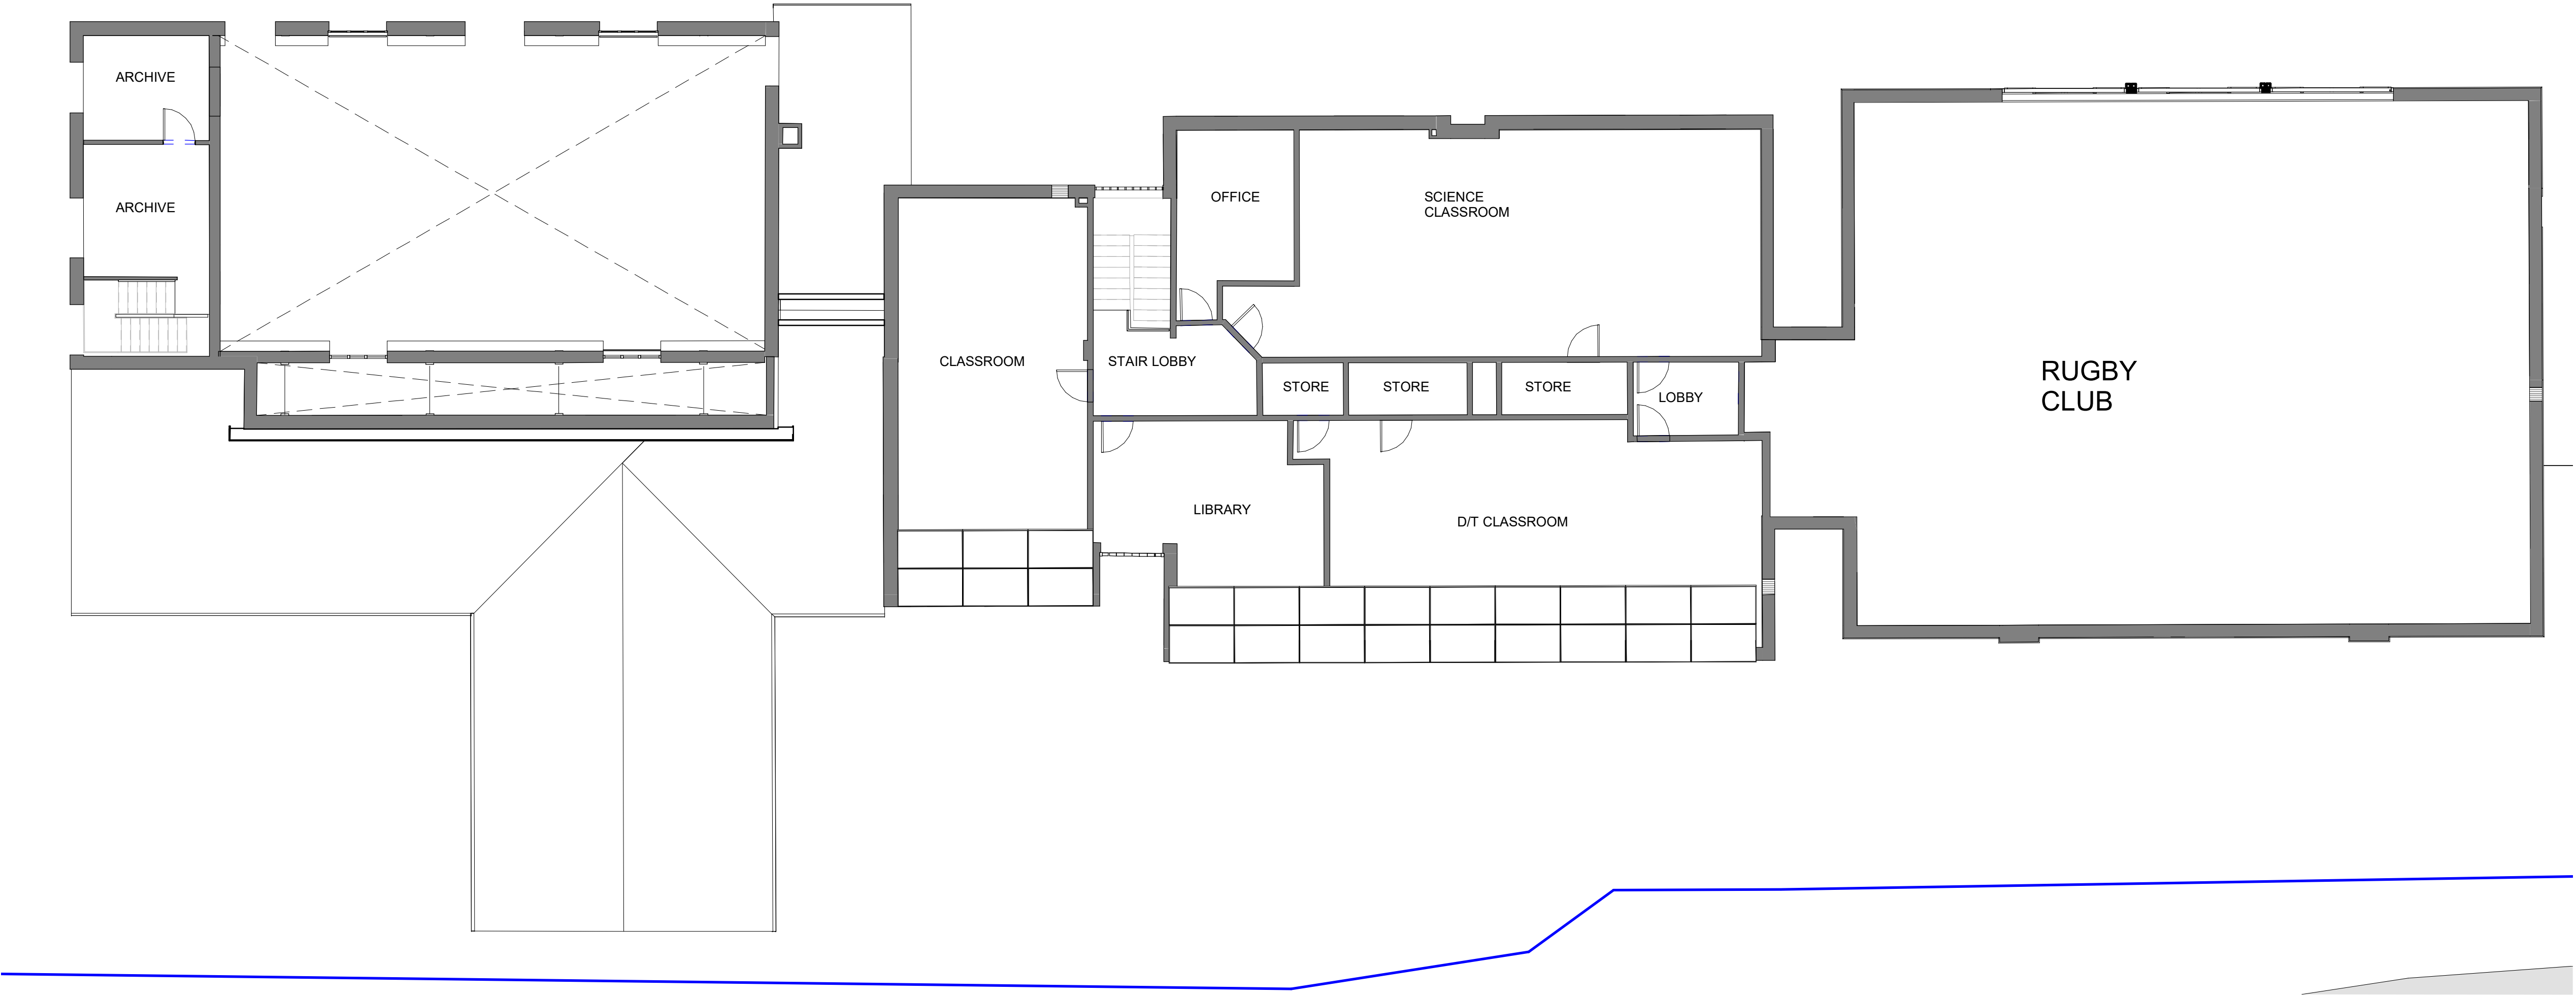 ARCHIVE
ARCHIVE
OFFICE
SCIENCE
CLASSROOM
CLASSROOM
STAIR LOBBY
STORE
STORE
STORE
LOBBY
RUGBY
CLUB
LIBRARY
D/T CLASSROOM